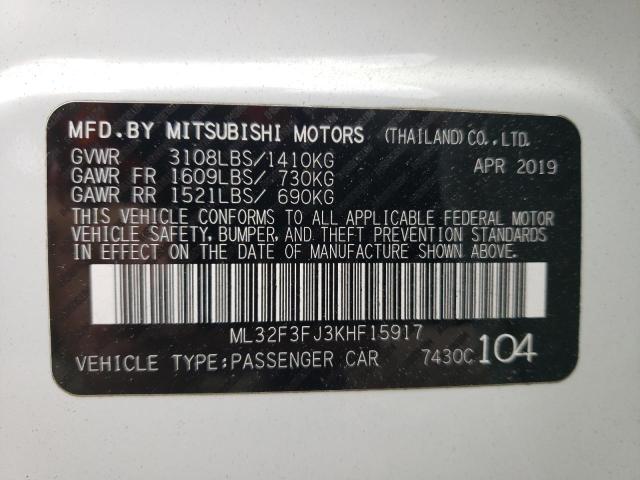 MFD.BY MITSUBISHI MOTORS (THAILAND)CO.,LTD.
GVWR 3108LBS/1410KG APR 2019
GAWR FR 1609LBS/ 730KG
GAWR RR 1521LBS/ 690KG
THIS VEHICLE CONFORMS TO ALL APPLICABLE FEDERAL MOTOR
VEHICLE SAFETY, BUMPER, AND THEFT PREVENTION STANDARDS
IN EFFECT ON THE DATE OF MANUFACTURE SHOWN ABOVE.
ML32F3FJ3KHF15917
VEHICLE TYPE:PASSENGER CAR 7430C 104